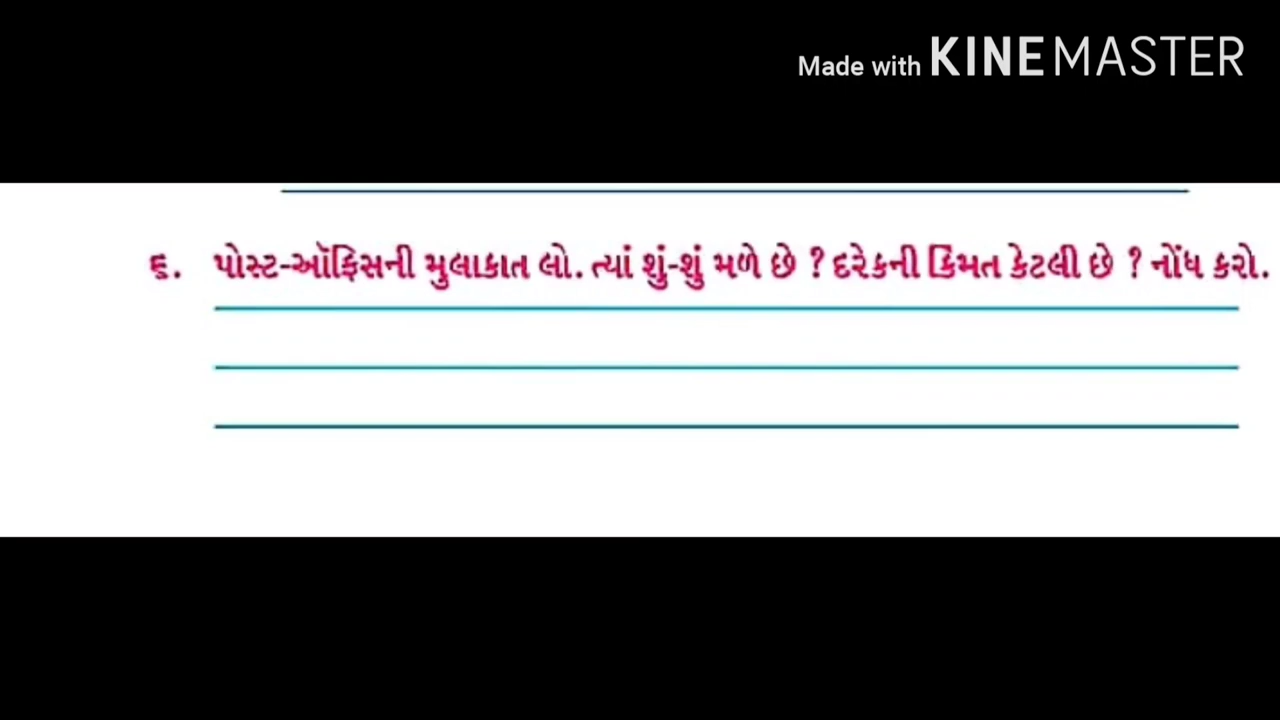 Made with KINEMASTER
૬. પોસ્ટ-ઑફિસની મુલાકાત લો. ત્યાં શું-શું મળે છે ? દરેકની કિંમત કેટલી છે ? નોંધ કરો.